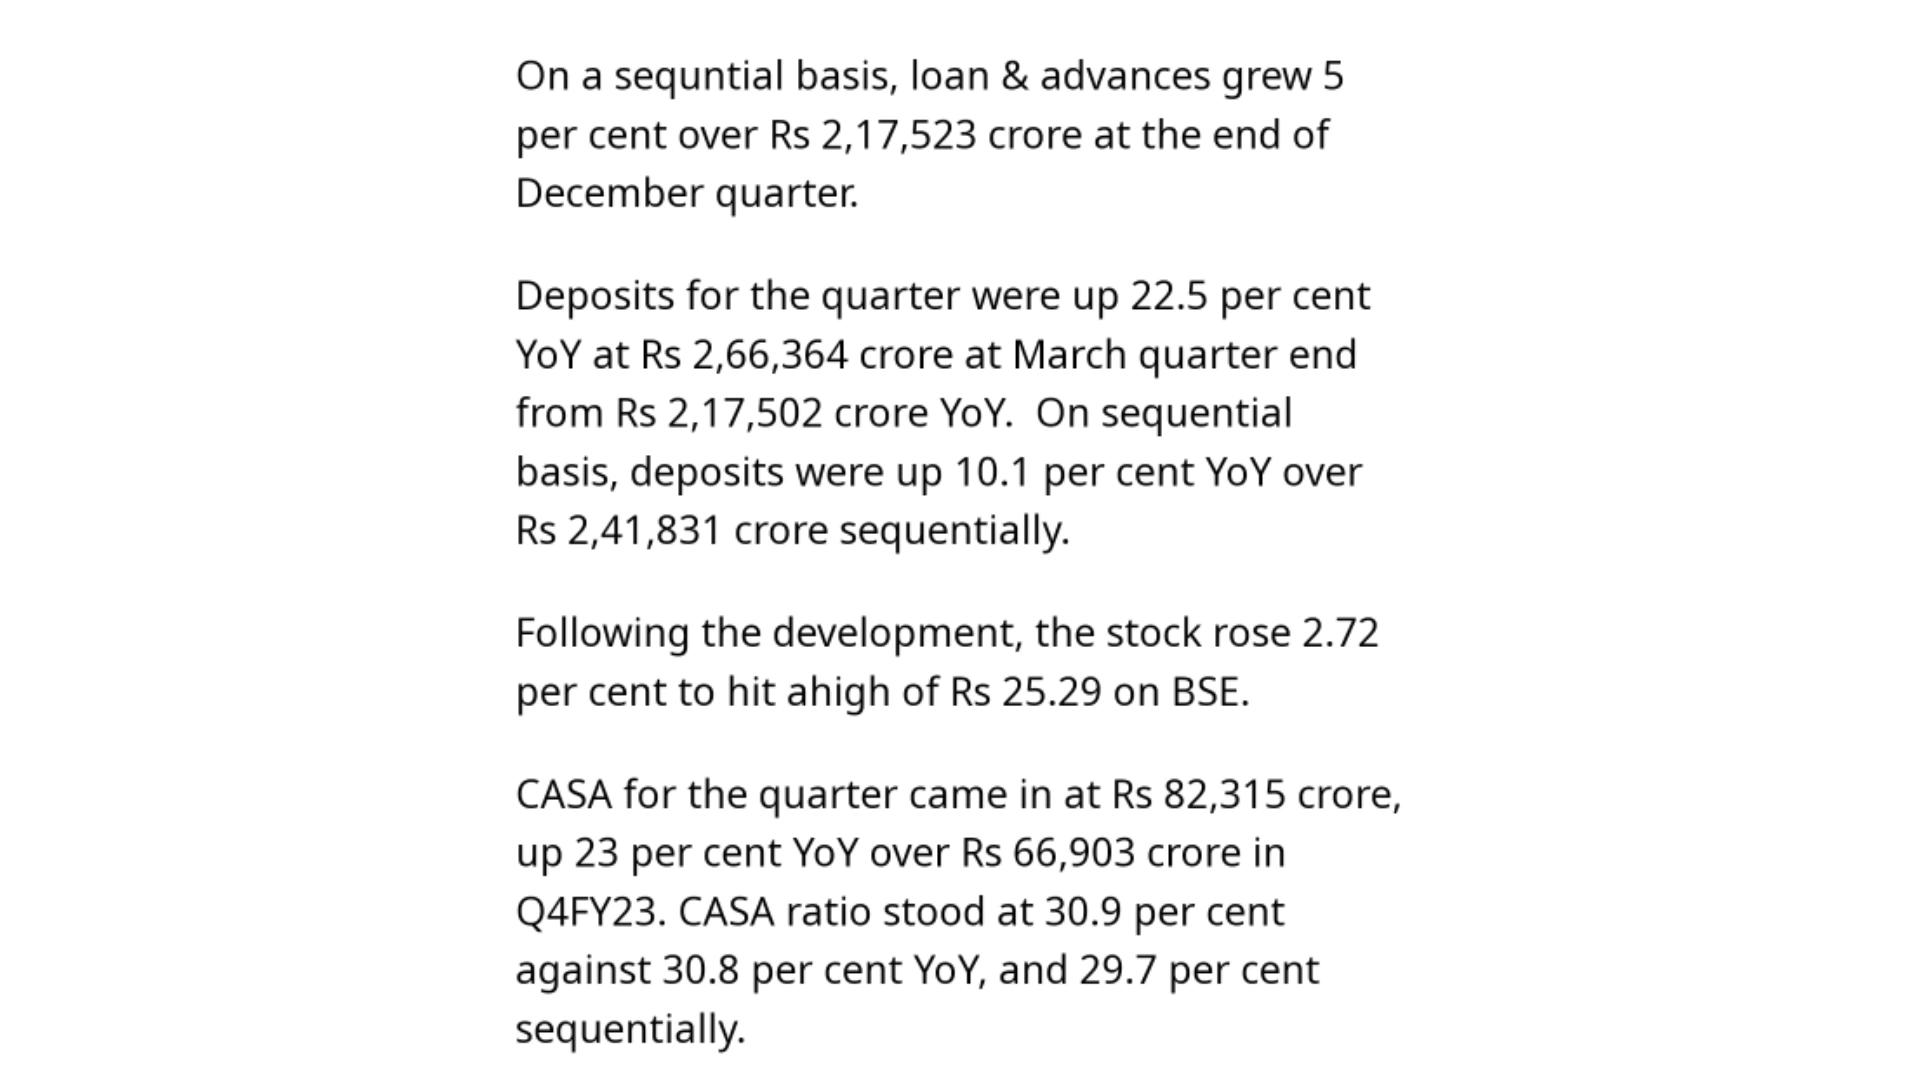 On a sequntial basis, loan & advances grew 5
per cent over Rs 2,17,523 crore at the end of
December quarter.
Deposits for the quarter were up 22.5 per cent
YoY at Rs 2,66,364 crore at March quarter end
from Rs 2,17,502 crore YoY.  On sequential
basis, deposits were up 10.1 per cent YoY over
Rs 2,41,831 crore sequentially.
Following the development, the stock rose 2.72
per cent to hit ahigh of Rs 25.29 on BSE.
CASA for the quarter came in at Rs 82,315 crore,
up 23 per cent YoY over Rs 66,903 crore in
Q4FY23. CASA ratio stood at 30.9 per cent
against 30.8 per cent YoY, and 29.7 per cent
sequentially.